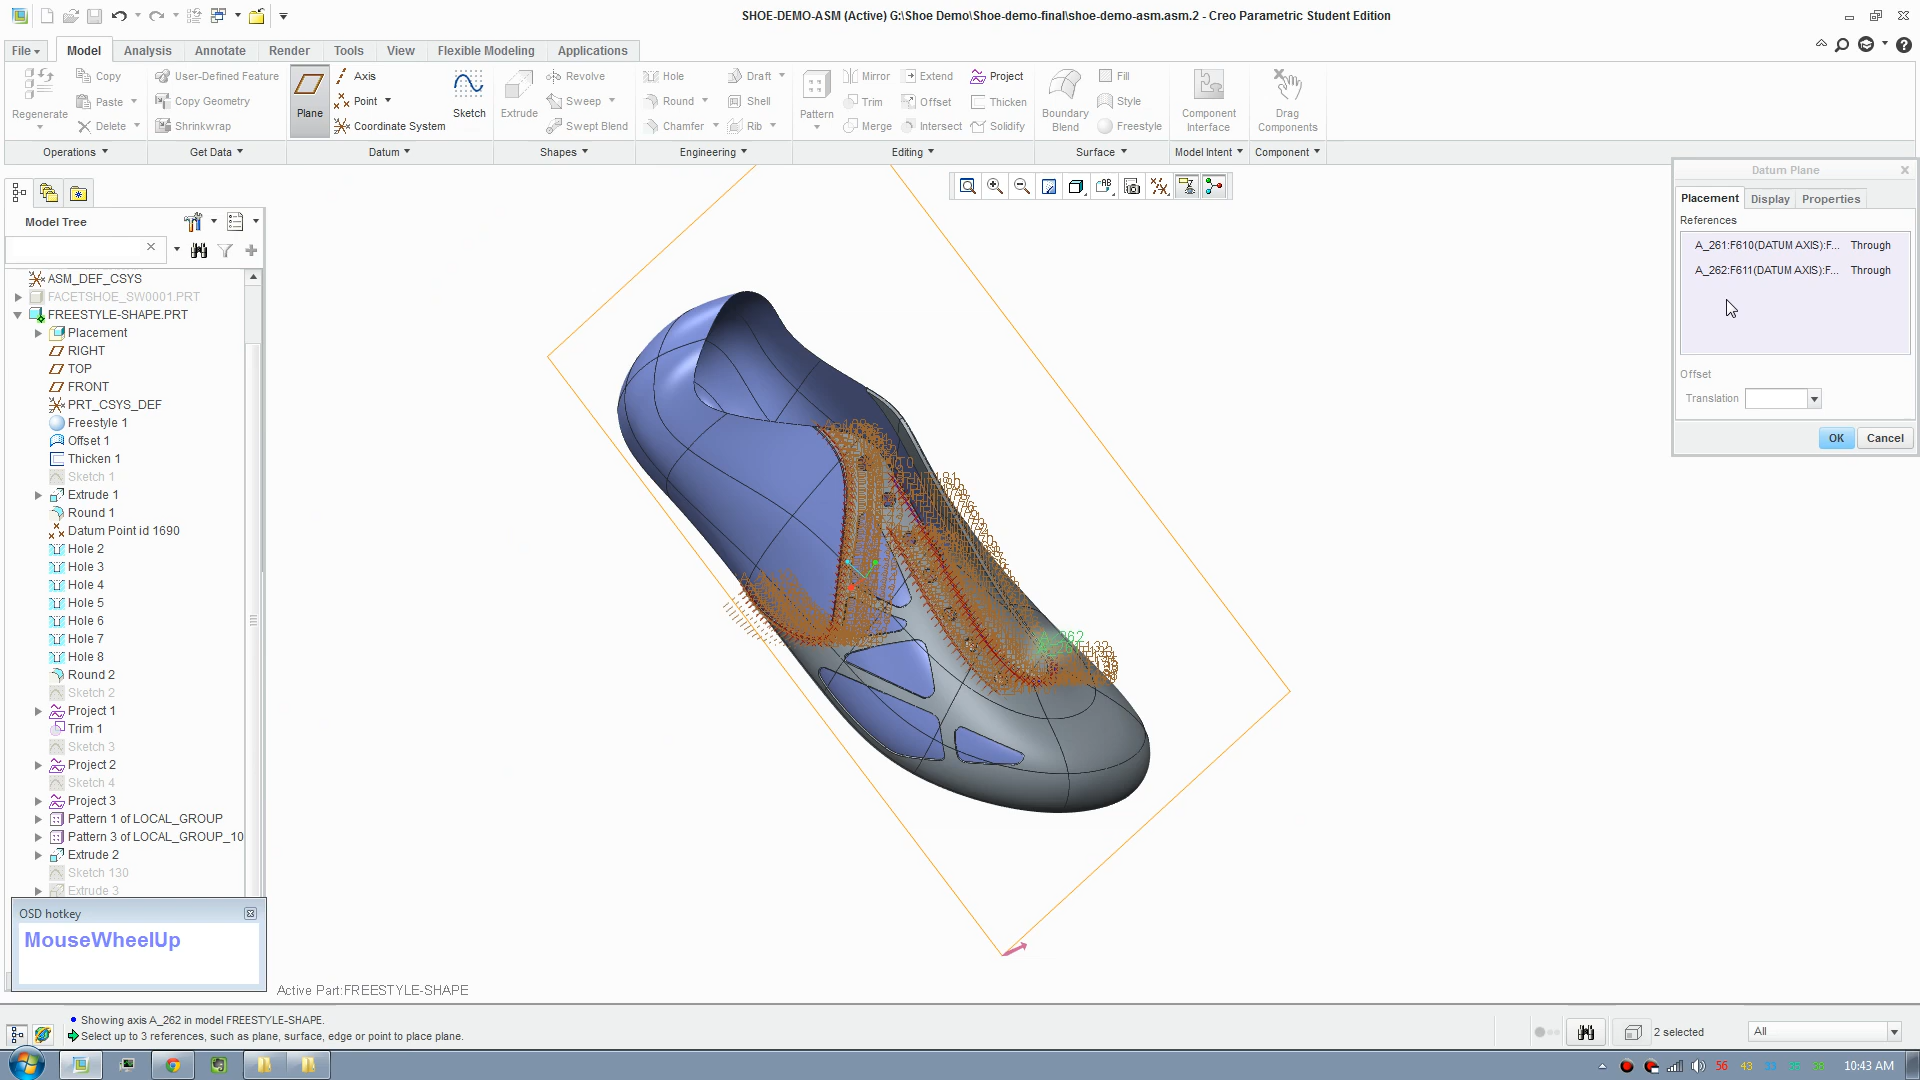 SHOE-DEMO-ASM (Active) G:\Shoe Demo\Shoe-demo-final\shoe-demo-asm.asm.2 - Creo Parametric Student Edition
File Model Analysis Annotate Render Tools View Flexible Modeling Applications
Regenerate Copy Paste Delete User-Defined Feature Copy Geometry Shrinkwrap
Plane Axis Point Coordinate System Sketch
Extrude Revolve Sweep Swept Blend
Hole Round Chamfer Draft Shell Rib
Pattern Mirror Trim Merge Extend Offset Intersect Project Thicken Solidify
Boundary Blend Fill Style Freestyle
Component Interface
Drag Components
Operations Get Data Datum Shapes Engineering Editing Surface Model Intent Component
Model Tree
ASM_DEF_CSYS
FACETSHOE_SW0001.PRT
FREESTYLE-SHAPE.PRT
Placement
RIGHT
TOP
FRONT
PRT_CSYS_DEF
Freestyle 1
Offset 1
Thicken 1
Sketch 1
Extrude 1
Round 1
Datum Point id 1690
Hole 2
Hole 3
Hole 4
Hole 5
Hole 6
Hole 7
Hole 8
Round 2
Sketch 2
Project 1
Trim 1
Sketch 3
Project 2
Sketch 4
Project 3
Pattern 1 of LOCAL_GROUP
Pattern 3 of LOCAL_GROUP_10
Extrude 2
Sketch 130
Extrude 3
OSD hotkey
MouseWheelUp
Active Part:FREESTYLE-SHAPE
Datum Plane
Placement Display Properties
References
A_261:F610(DATUM AXIS):F... Through
A_262:F611(DATUM AXIS):F... Through
Offset
Translation
OK Cancel
Showing axis A_262 in model FREESTYLE-SHAPE.
Select up to 3 references, such as plane, surface, edge or point to place plane.
2 selected
All
56 43
10:43 AM